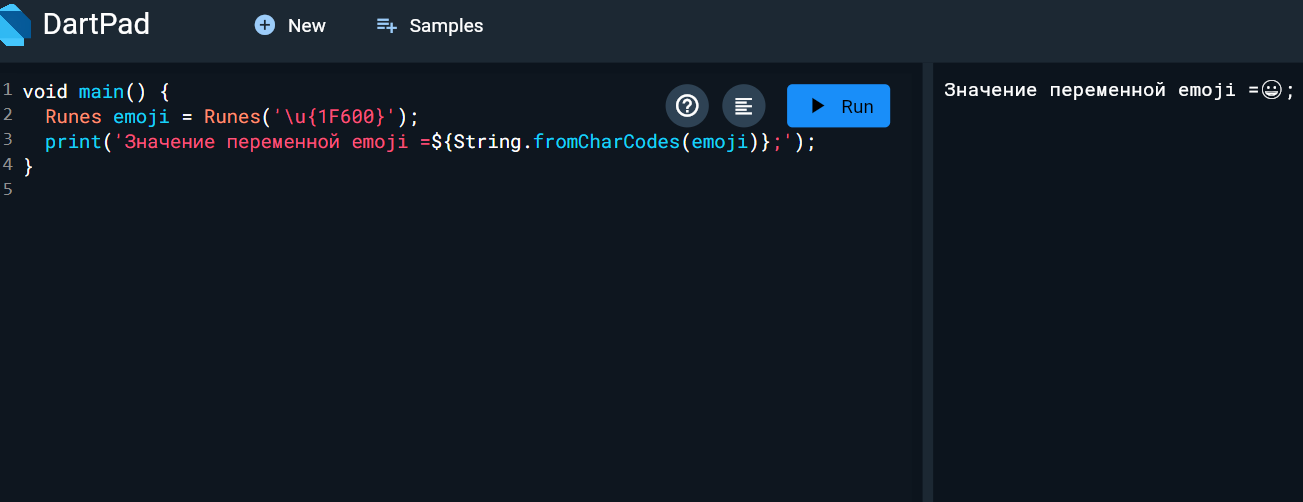 DartPad
New
Samples
1 void main() {
2 Runes emoji = Runes('\u{1F600}');
3 print('Значение переменной emoji =${String.fromCharCodes(emoji)};');
4 }
5
Run
Значение переменной emoji =😀;